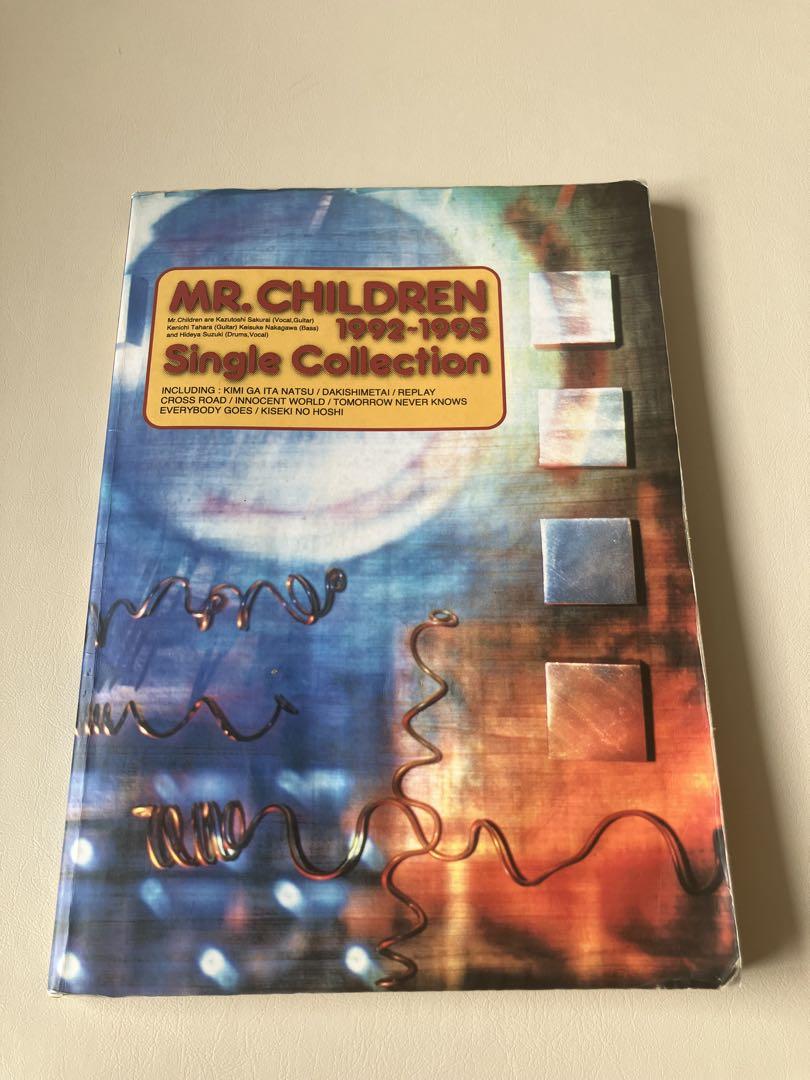 MR. CHILDREN
Mr.Children are Kazutoshi Sakurai (Vocal,Guitar)
Kenichi Tahara (Guitar) Keisuke Nakagawa (Bass)
and Hideya Suzuki (Drums,Vocal)
1992~1995
Single Collection
INCLUDING : KIMI GA ITA NATSU / DAKISHIMETAI / REPLAY
CROSS ROAD / INNOCENT WORLD / TOMORROW NEVER KNOWS
EVERYBODY GOES / KISEKI NO HOSHI